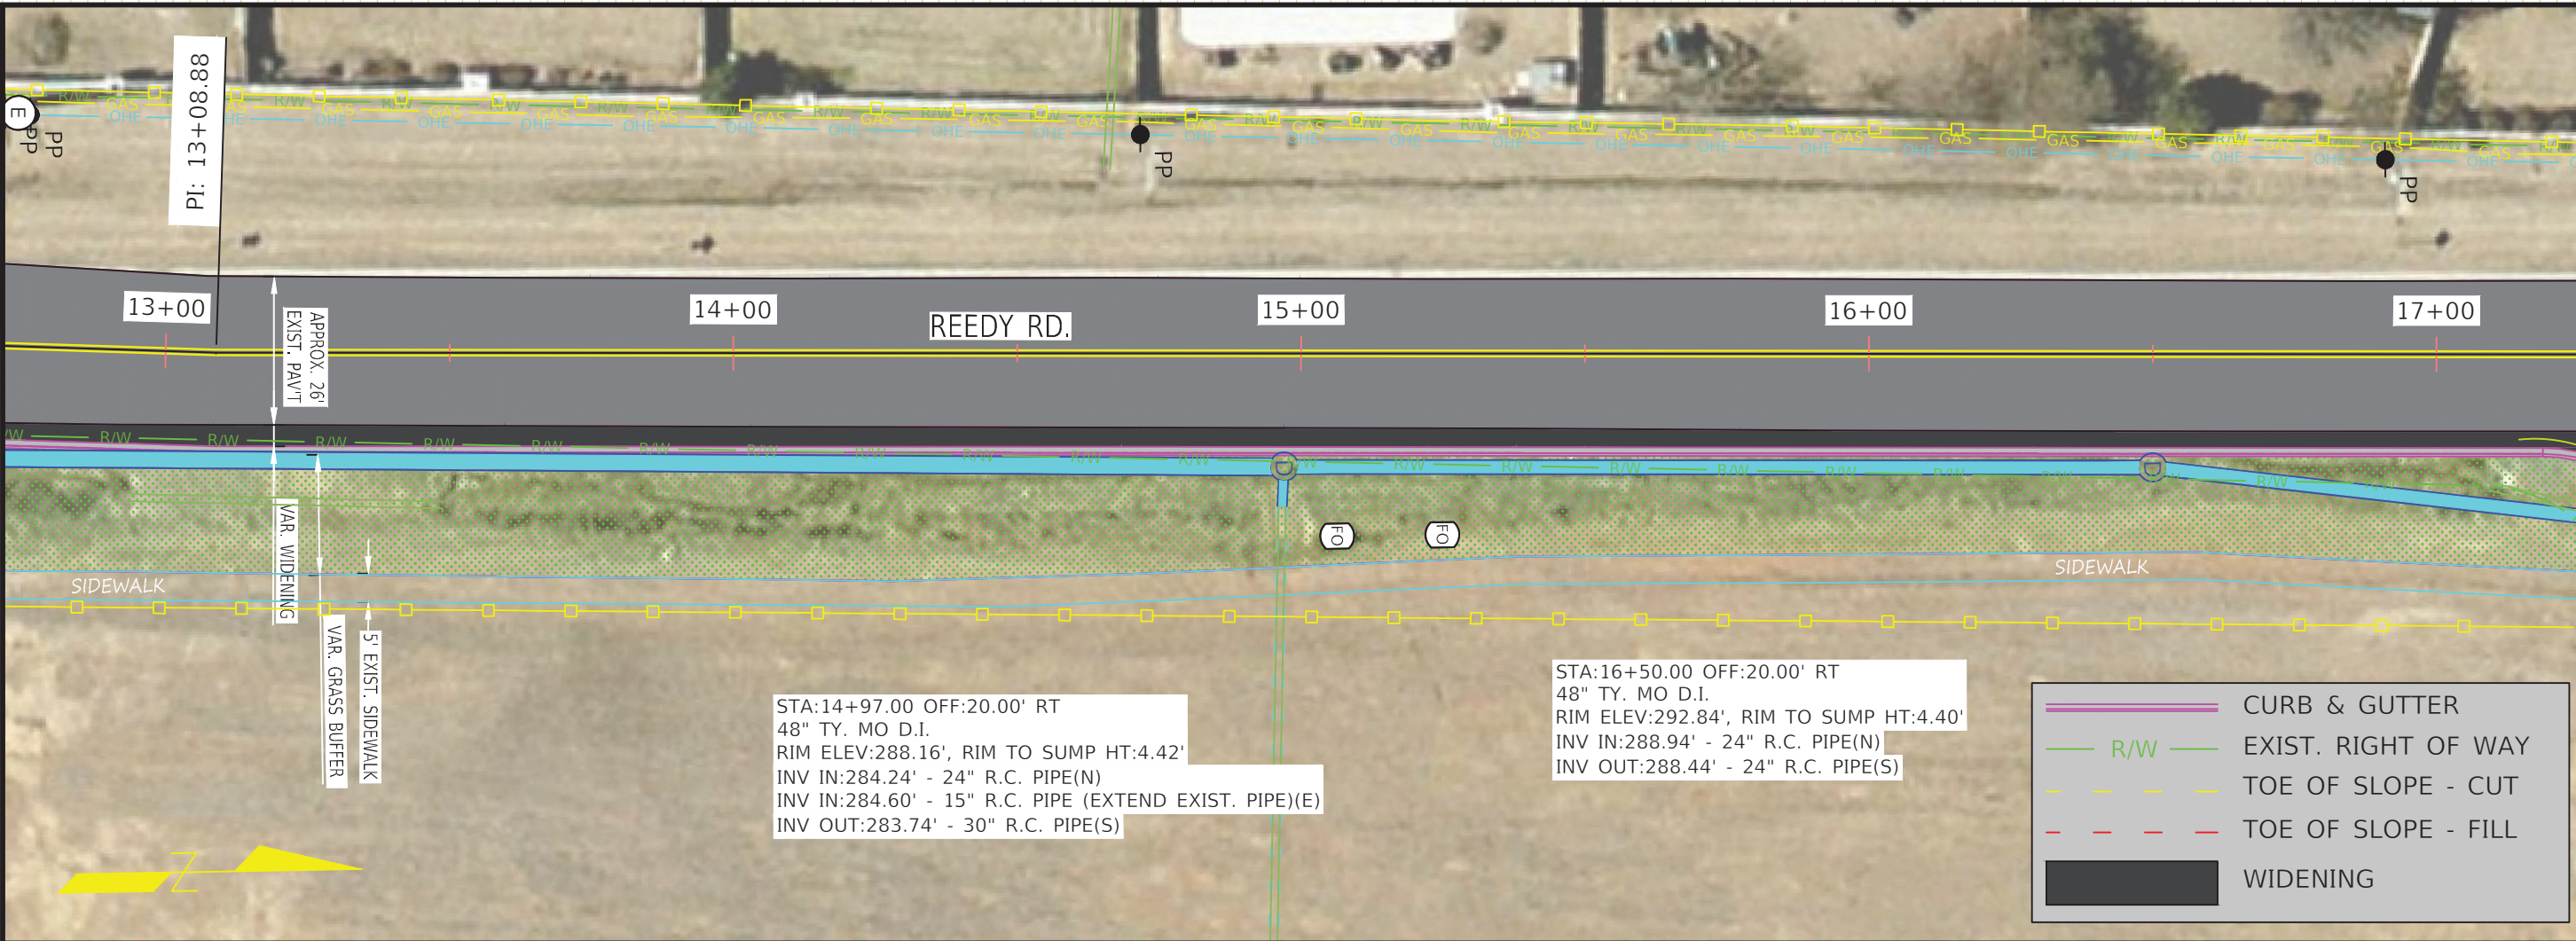 PI: 13+08.88
E
PP
PP
PP
PP
R/W
GAS
OHE
13+00
14+00
15+00
16+00
17+00
REEDY RD.
APPROX. 26'
EXIST. PAV'T
R/W
FO
FO
SIDEWALK
SIDEWALK
VAR. WIDENING
VAR. GRASS BUFFER
5' EXIST. SIDEWALK
STA:14+97.00 OFF:20.00' RT
48" TY. MO D.I.
RIM ELEV:288.16', RIM TO SUMP HT:4.42'
INV IN:284.24' - 24" R.C. PIPE(N)
INV IN:284.60' - 15" R.C. PIPE (EXTEND EXIST. PIPE)(E)
INV OUT:283.74' - 30" R.C. PIPE(S)
STA:16+50.00 OFF:20.00' RT
48" TY. MO D.I.
RIM ELEV:292.84', RIM TO SUMP HT:4.40'
INV IN:288.94' - 24" R.C. PIPE(N)
INV OUT:288.44' - 24" R.C. PIPE(S)
Z
CURB & GUTTER
R/W EXIST. RIGHT OF WAY
TOE OF SLOPE - CUT
TOE OF SLOPE - FILL
WIDENING